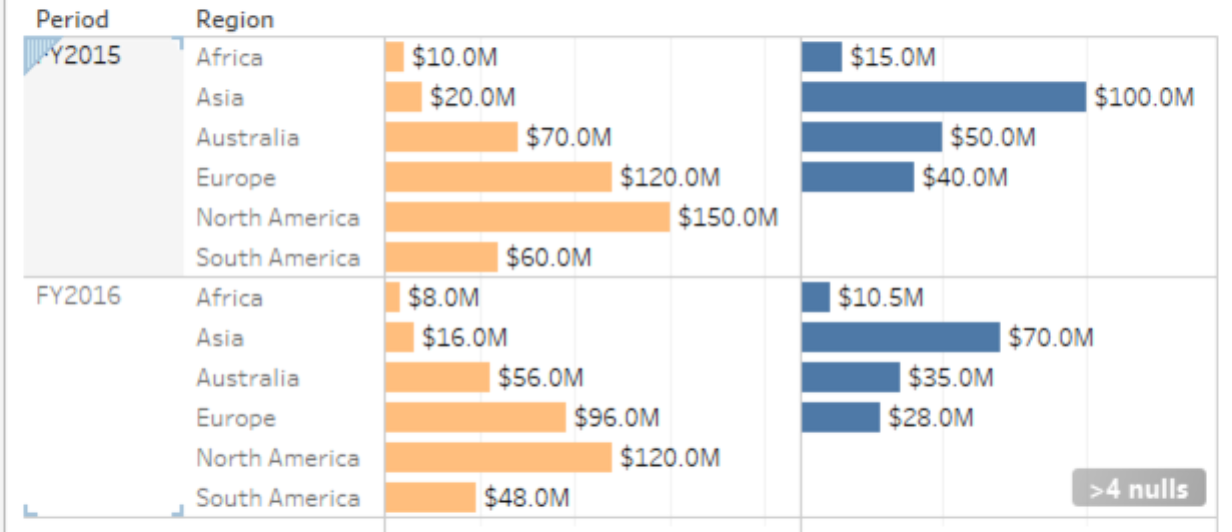 Period Region
FY2015 Africa $10.0M $15.0M
Asia $20.0M $100.0M
Australia $70.0M $50.0M
Europe $120.0M $40.0M
North America $150.0M
South America $60.0M
FY2016 Africa $8.0M $10.5M
Asia $16.0M $70.0M
Australia $56.0M $35.0M
Europe $96.0M $28.0M
North America $120.0M
South America $48.0M >4 nulls